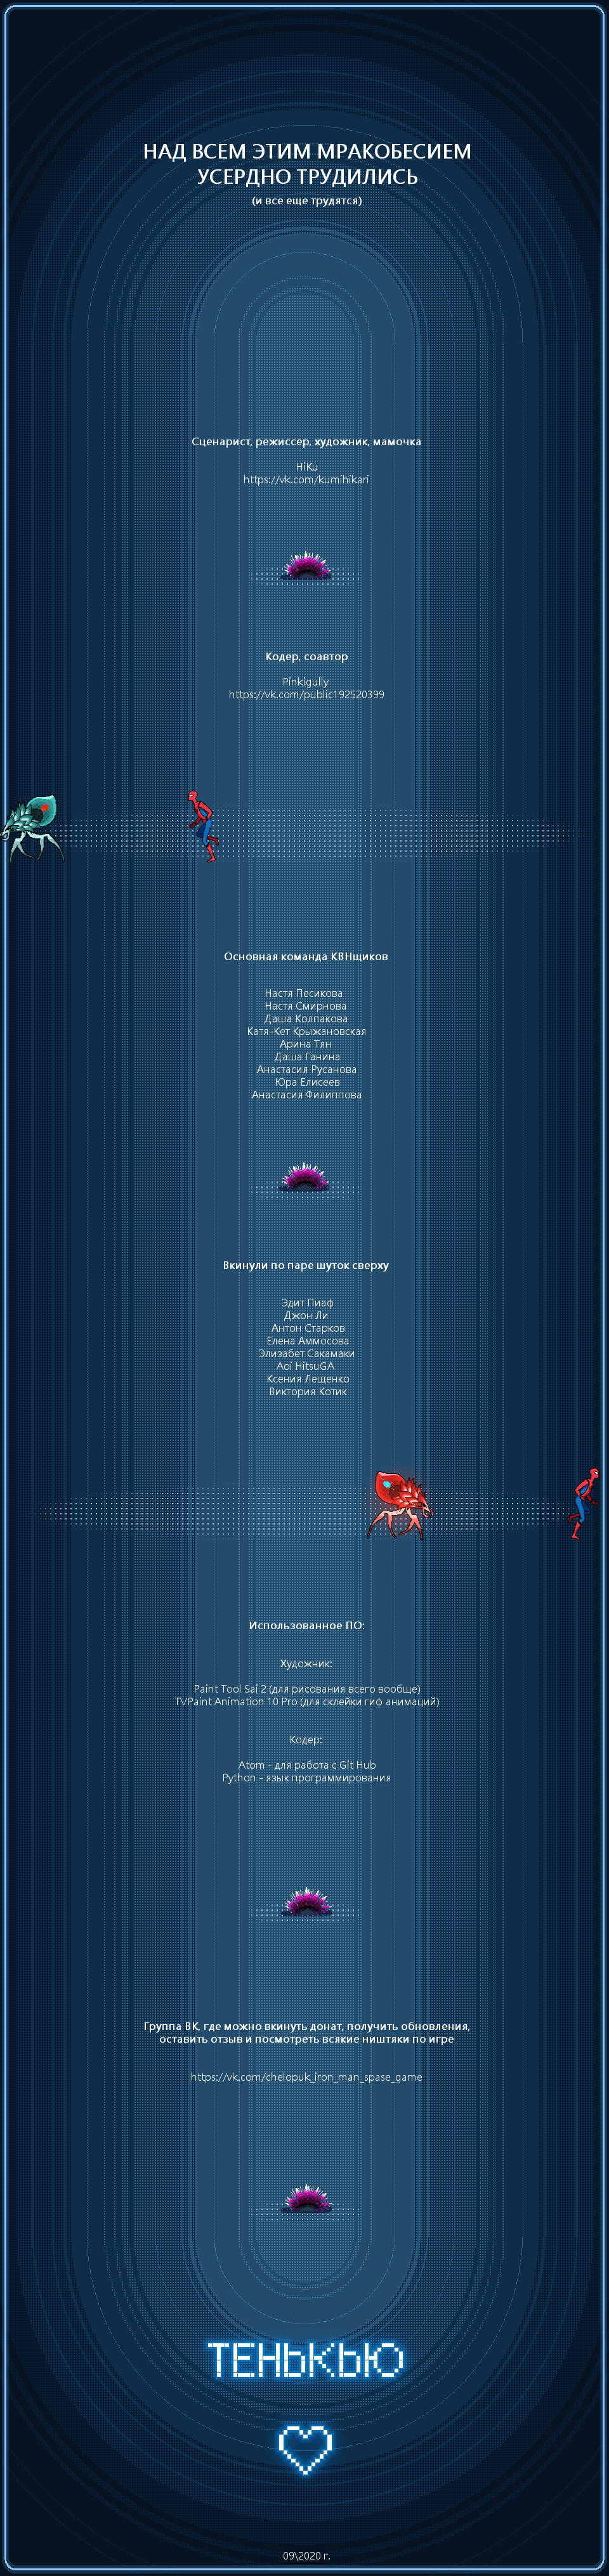 НАД ВСЕМ ЭТИМ МРАКОБЕСИЕМ
УСЕРДНО ТРУДИЛИСЬ
(и все еще трудятся)
Сценарист, режиссер, художник, мамочка
HiKu
https://vk.com/kumihikari
Кодер, соавтор
Pinkigully
https://vk.com/public192520399
Основная команда КВНщиков
Настя Песикова
Настя Смирнова
Даша Колпакова
Катя-Кет Крыжановская
Арина Тян
Даша Ганина
Анастасия Русанова
Юра Елисеев
Анастасия Филиппова
Вкинули по паре шуток сверху
Эдит Пиаф
Джон Ли
Антон Старков
Елена Аммосова
Элизабет Сакамаки
Aoi HitsuGA
Ксения Лещенко
Виктория Котик
Использованное ПО:
Художник:
Paint Tool Sai 2 (для рисования всего вообще)
TVPaint Animation 10 Pro (для склейки гиф анимаций)
Кодер:
Atom - для работа с Git Hub
Python - язык программирования
Группа ВК, где можно вкинуть донат, получить обновления,
оставить отзыв и посмотреть всякие ништяки по игре
https://vk.com/chelopuk_iron_man_spase_game
ТЕНЬКЬЮ
09\2020 г.